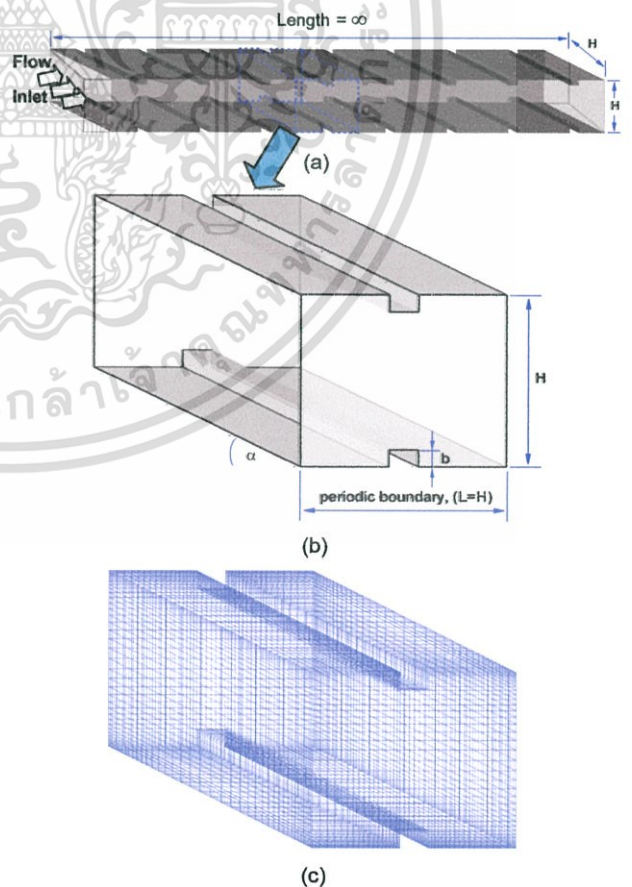 Length = ∞
H
Flow
Inlet
H
(a)
H
α
b
periodic boundary, (L=H)
(b)
(c)